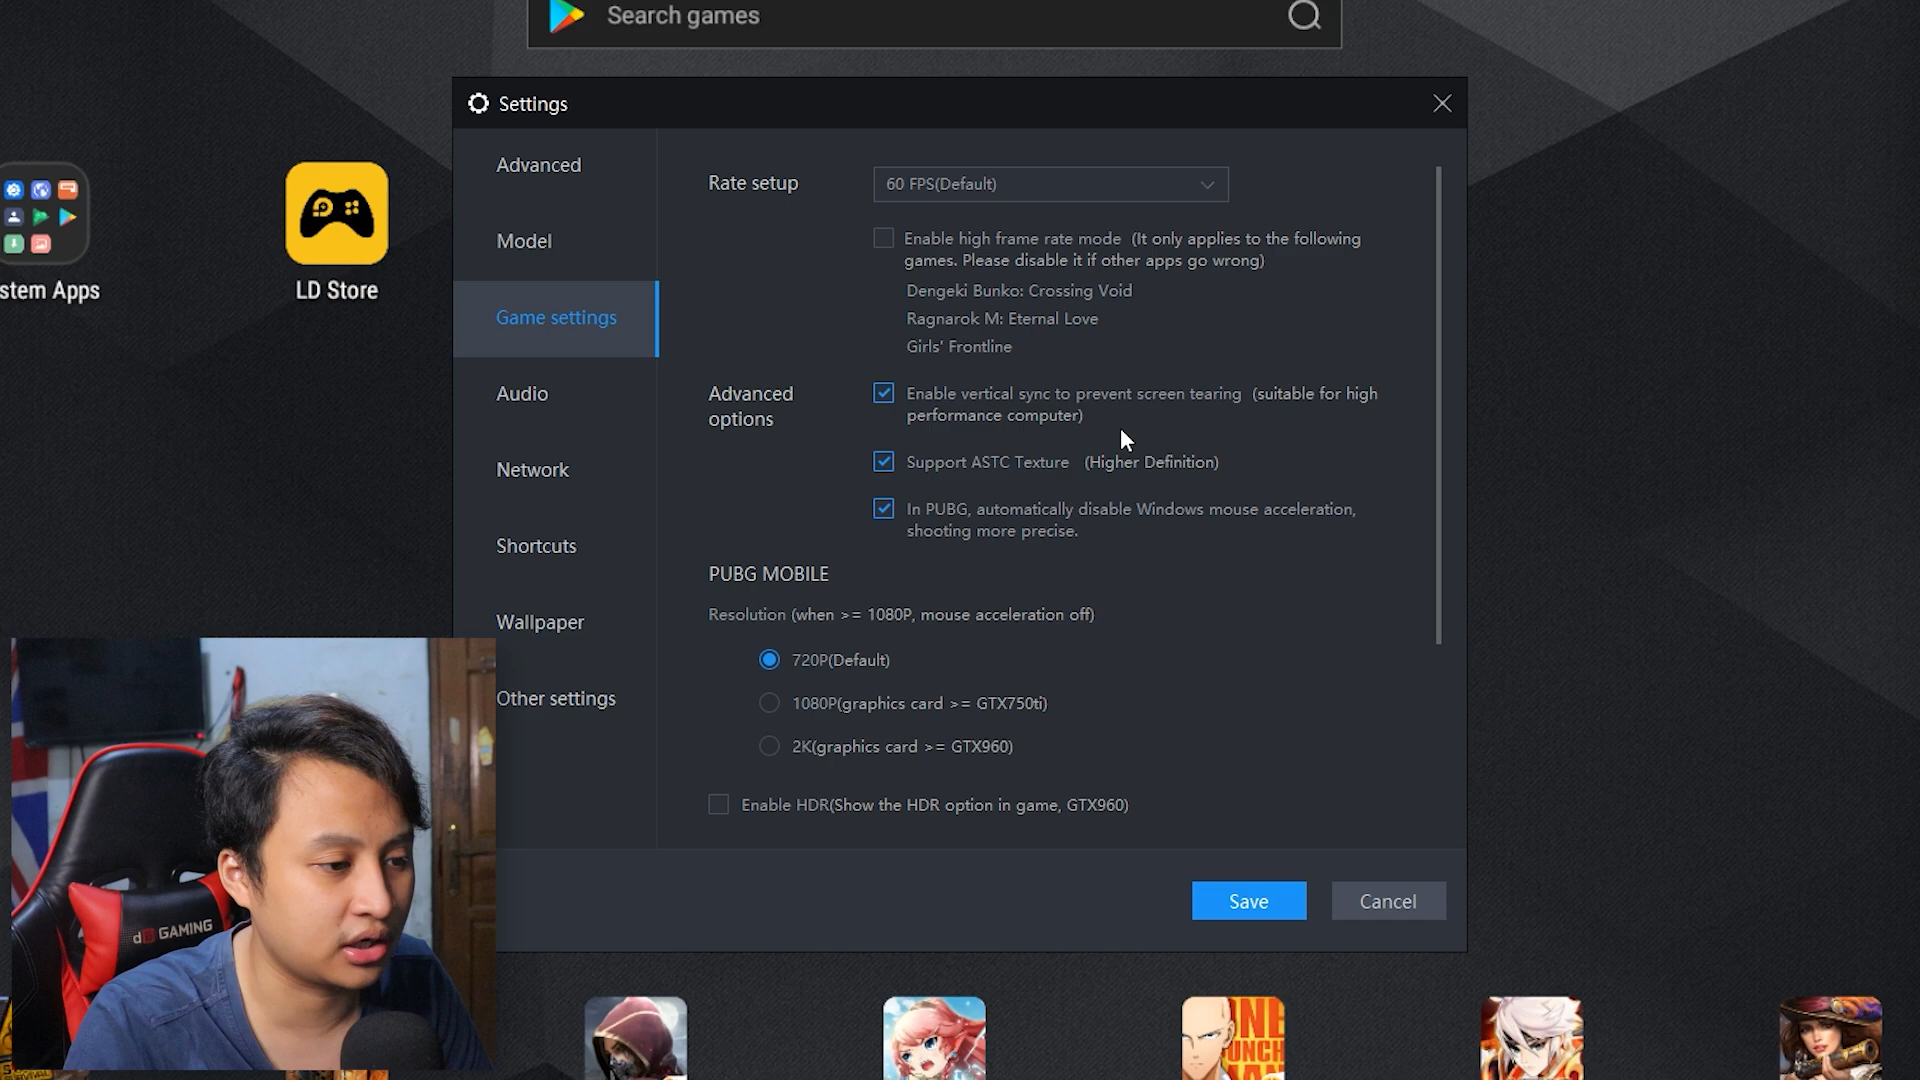 Search games
Settings
Advanced
Model
Game settings
Audio
Network
Shortcuts
Wallpaper
Other settings
Rate setup
60 FPS(Default)
Enable high frame rate mode (It only applies to the following
games. Please disable it if other apps go wrong)
Dengeki Bunko: Crossing Void
Ragnarok M: Eternal Love
Girls' Frontline
Advanced
options
Enable vertical sync to prevent screen tearing (suitable for high
performance computer)
Support ASTC Texture (Higher Definition)
In PUBG, automatically disable Windows mouse acceleration,
shooting more precise.
PUBG MOBILE
Resolution (when >= 1080P, mouse acceleration off)
720P(Default)
1080P(graphics card >= GTX750ti)
2K(graphics card >= GTX960)
Enable HDR(Show the HDR option in game, GTX960)
Save
Cancel
stem Apps
LD Store
GAMING